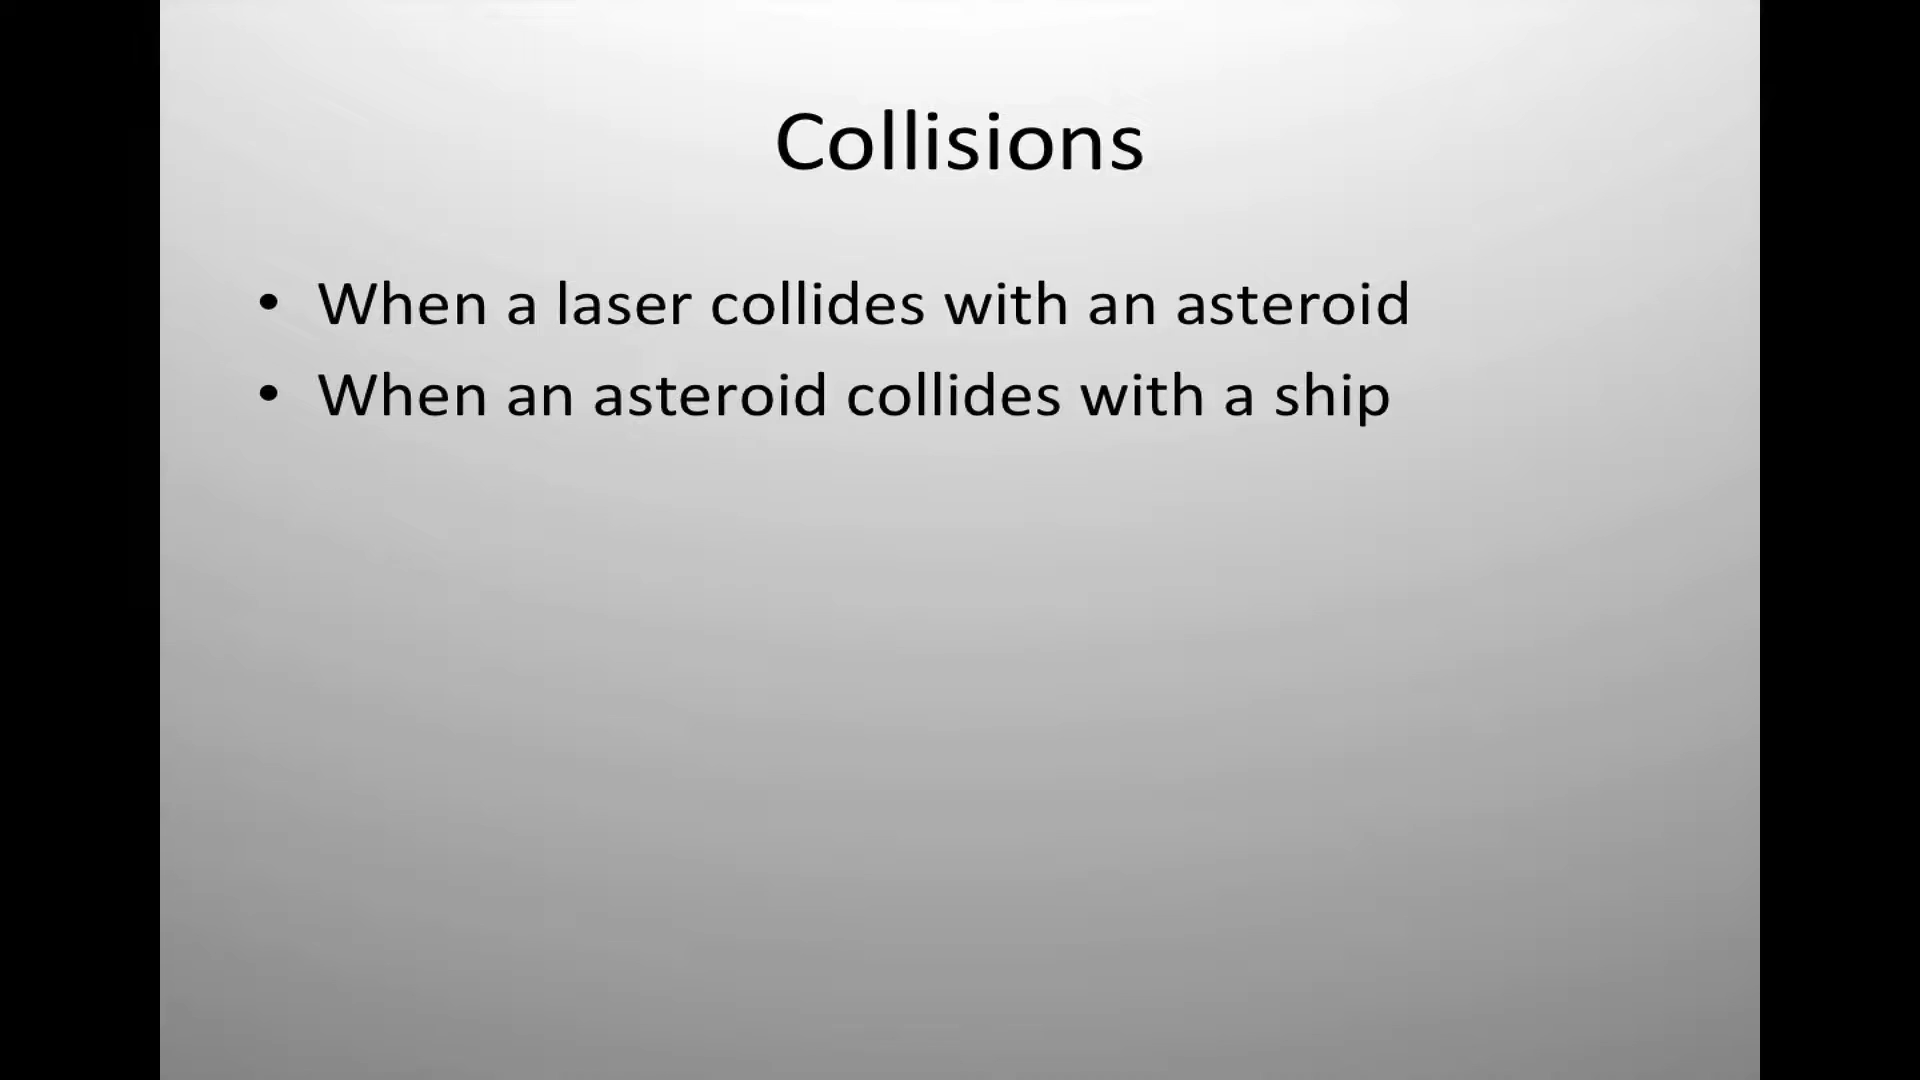 Collisions
• When a laser collides with an asteroid
• When an asteroid collides with a ship